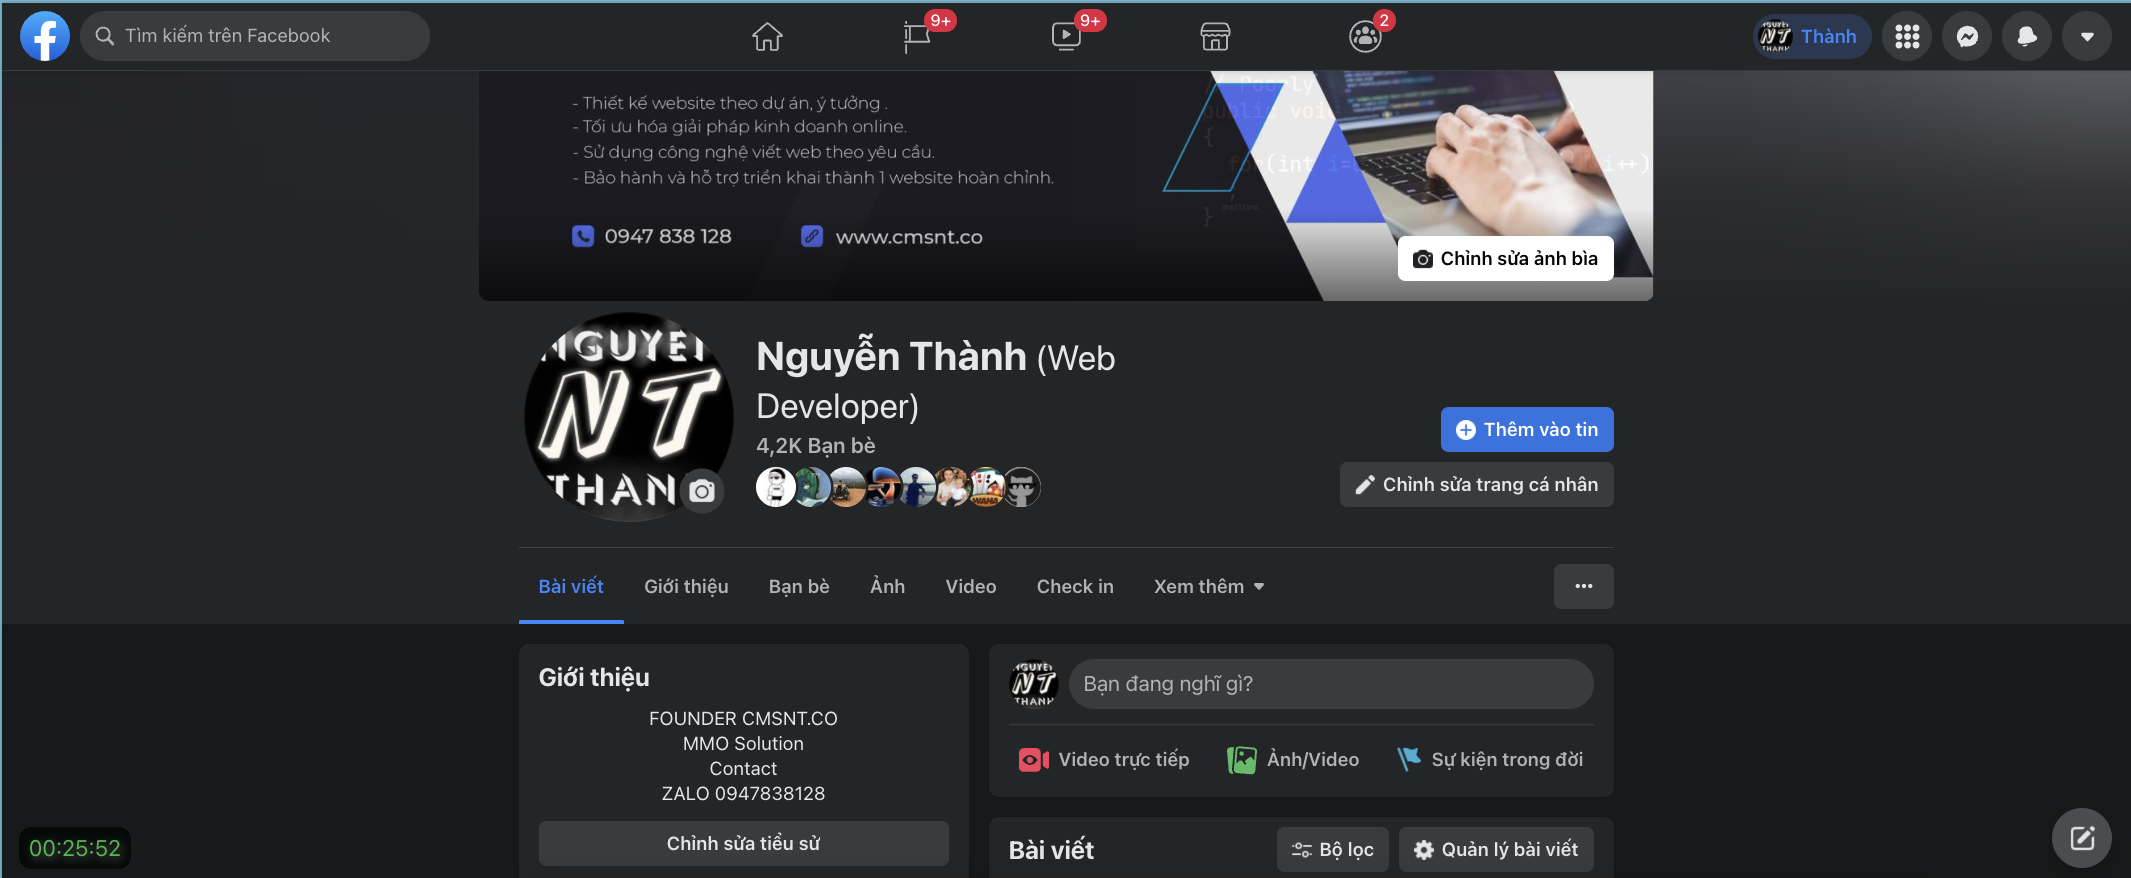 Tìm kiếm trên Facebook
9+
9+
2
Thành
- Thiết kế website theo dự án, ý tưởng .
- Tối ưu hóa giải pháp kinh doanh online.
- Sử dụng công nghệ viết web theo yêu cầu.
- Bảo hành và hỗ trợ triển khai thành 1 website hoàn chỉnh.
0947 838 128
www.cmsnt.co
Chỉnh sửa ảnh bìa
NGUYEN
NT
THANH
Nguyễn Thành (Web
Developer)
4,2K Bạn bè
Thêm vào tin
Chỉnh sửa trang cá nhân
Bài viết
Giới thiệu
Bạn bè
Ảnh
Video
Check in
Xem thêm
Giới thiệu
FOUNDER CMSNT.CO
MMO Solution
Contact
ZALO 0947838128
Chỉnh sửa tiểu sử
Bạn đang nghĩ gì?
Video trực tiếp
Ảnh/Video
Sự kiện trong đời
Bài viết
Bộ lọc
Quản lý bài viết
00:25:52